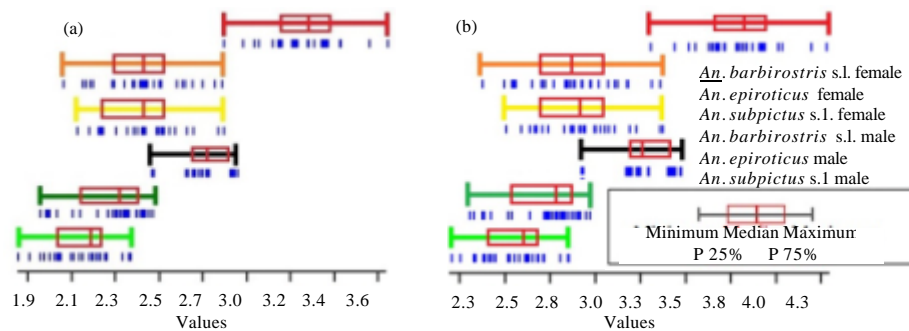 (a)
1.9 2.1 2.3 2.5 2.7 3.0 3.2 3.4 3.6
Values
(b)
An. barbirostris s.l. female
An. epiroticus female
An. subpictus s.1. female
An. barbirostris s.l. male
An. epiroticus male
An. subpictus s.1 male
Minimum Median Maximum
P 25% P 75%
2.3 2.5 2.8 3.0 3.3 3.5 3.8 4.0 4.3
Values